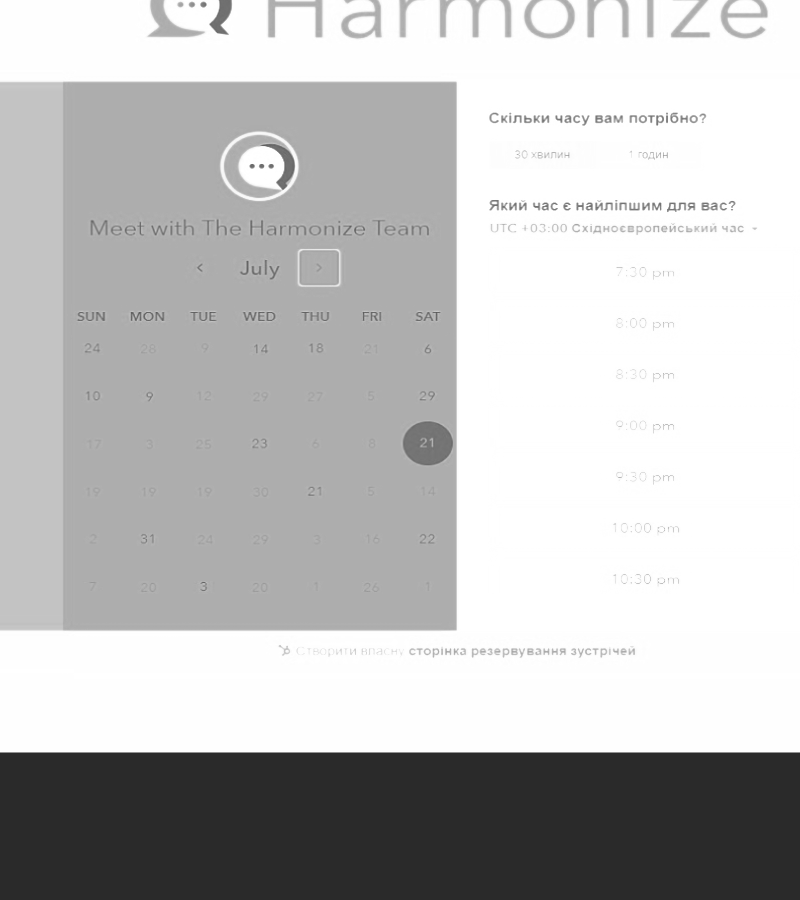 Harmonize
Meet with The Harmonize Team
July
SUN MON TUE WED THU FRI SAT
24 28 9 14 18 21 6
10 9 12 29 27 5 29
17 3 25 23 6 8 21
19 19 19 30 21 5 14
2 31 24 29 3 16 22
7 20 3 20 1 26 1
Скільки часу вам потрібно?
30 хвилин 1 годин
Який час є найліпшим для вас?
UTC +03:00 Східноєвропейський час
7:30 pm
8:00 pm
8:30 pm
9:00 pm
9:30 pm
10:00 pm
10:30 pm
Створити власну сторінка резервування зустрічей